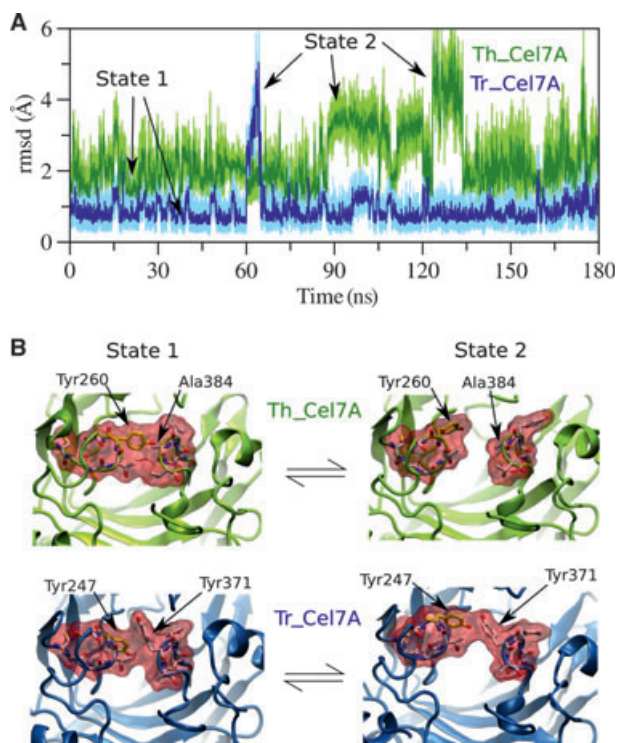 A
6
State 2
Th_Cel7A
State 1
Tr_Cel7A
4
rmsd (Å)
2
0
0 30 60 90 120 150 180
Time (ns)
B
State 1 State 2
Tyr260 Ala384 Th_Cel7A Tyr260 Ala384
Tyr247 Tyr371 Tr_Cel7A Tyr247 Tyr371